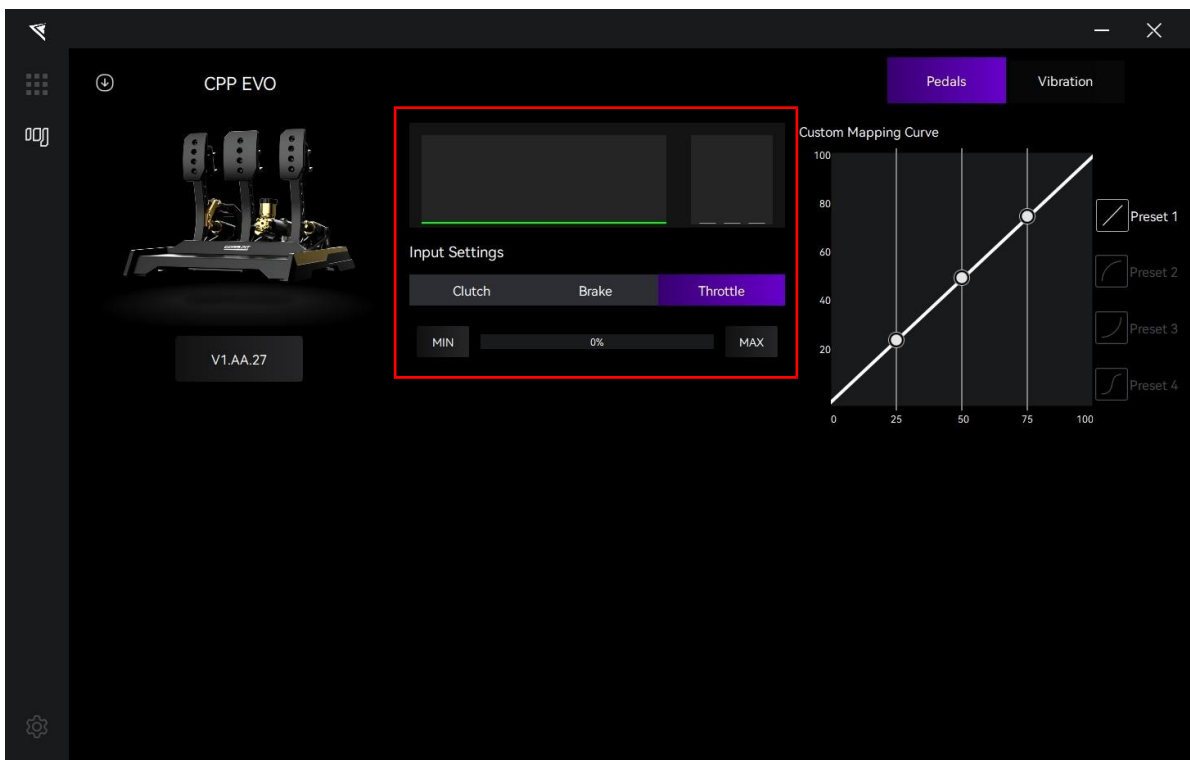 CPP EVO
Pedals
Vibration
Custom Mapping Curve
100
80
60
40
20
0 25 50 75 100
Preset 1
Preset 2
Preset 3
Preset 4
Input Settings
Clutch Brake Throttle
MIN 0% MAX
V1.AA.27